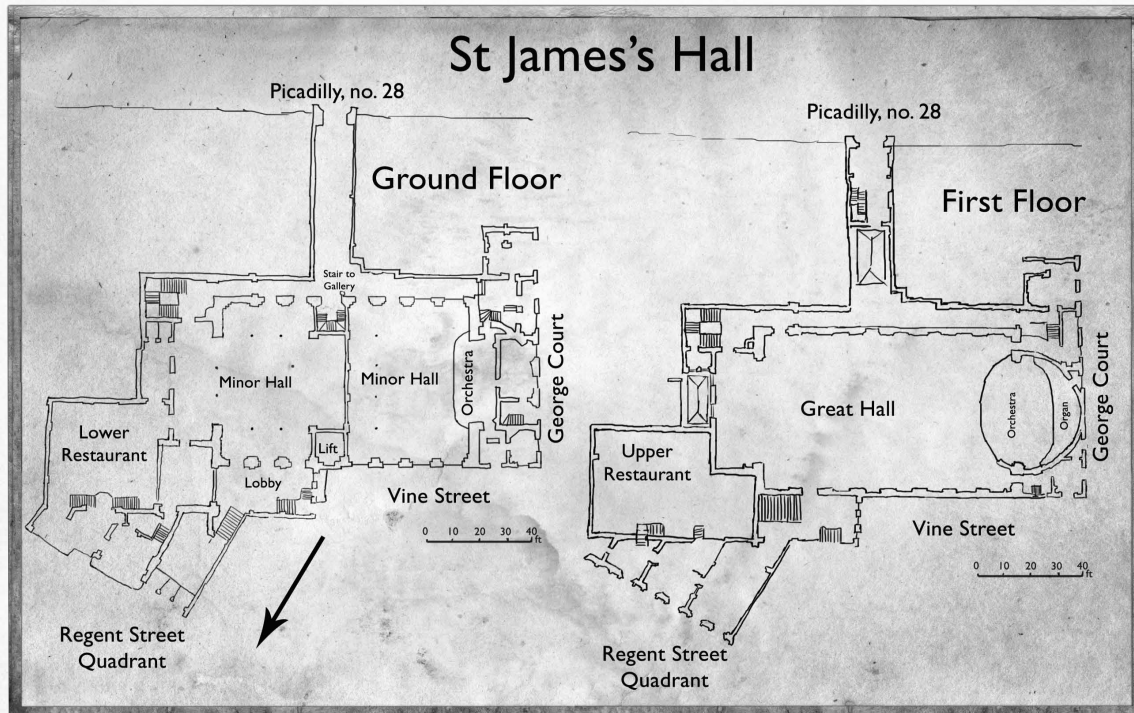 St James's Hall
Picadilly, no. 28
Ground Floor
Stair to
Gallery
Minor Hall
Minor Hall
Orchestra
George Court
Lower
Restaurant
Lift
Lobby
Vine Street
0 10 20 30 40 ft
Regent Street
Quadrant
Picadilly, no. 28
First Floor
Great Hall
Orchestra
Organ
George Court
Upper
Restaurant
Vine Street
0 10 20 30 40 ft
Regent Street
Quadrant